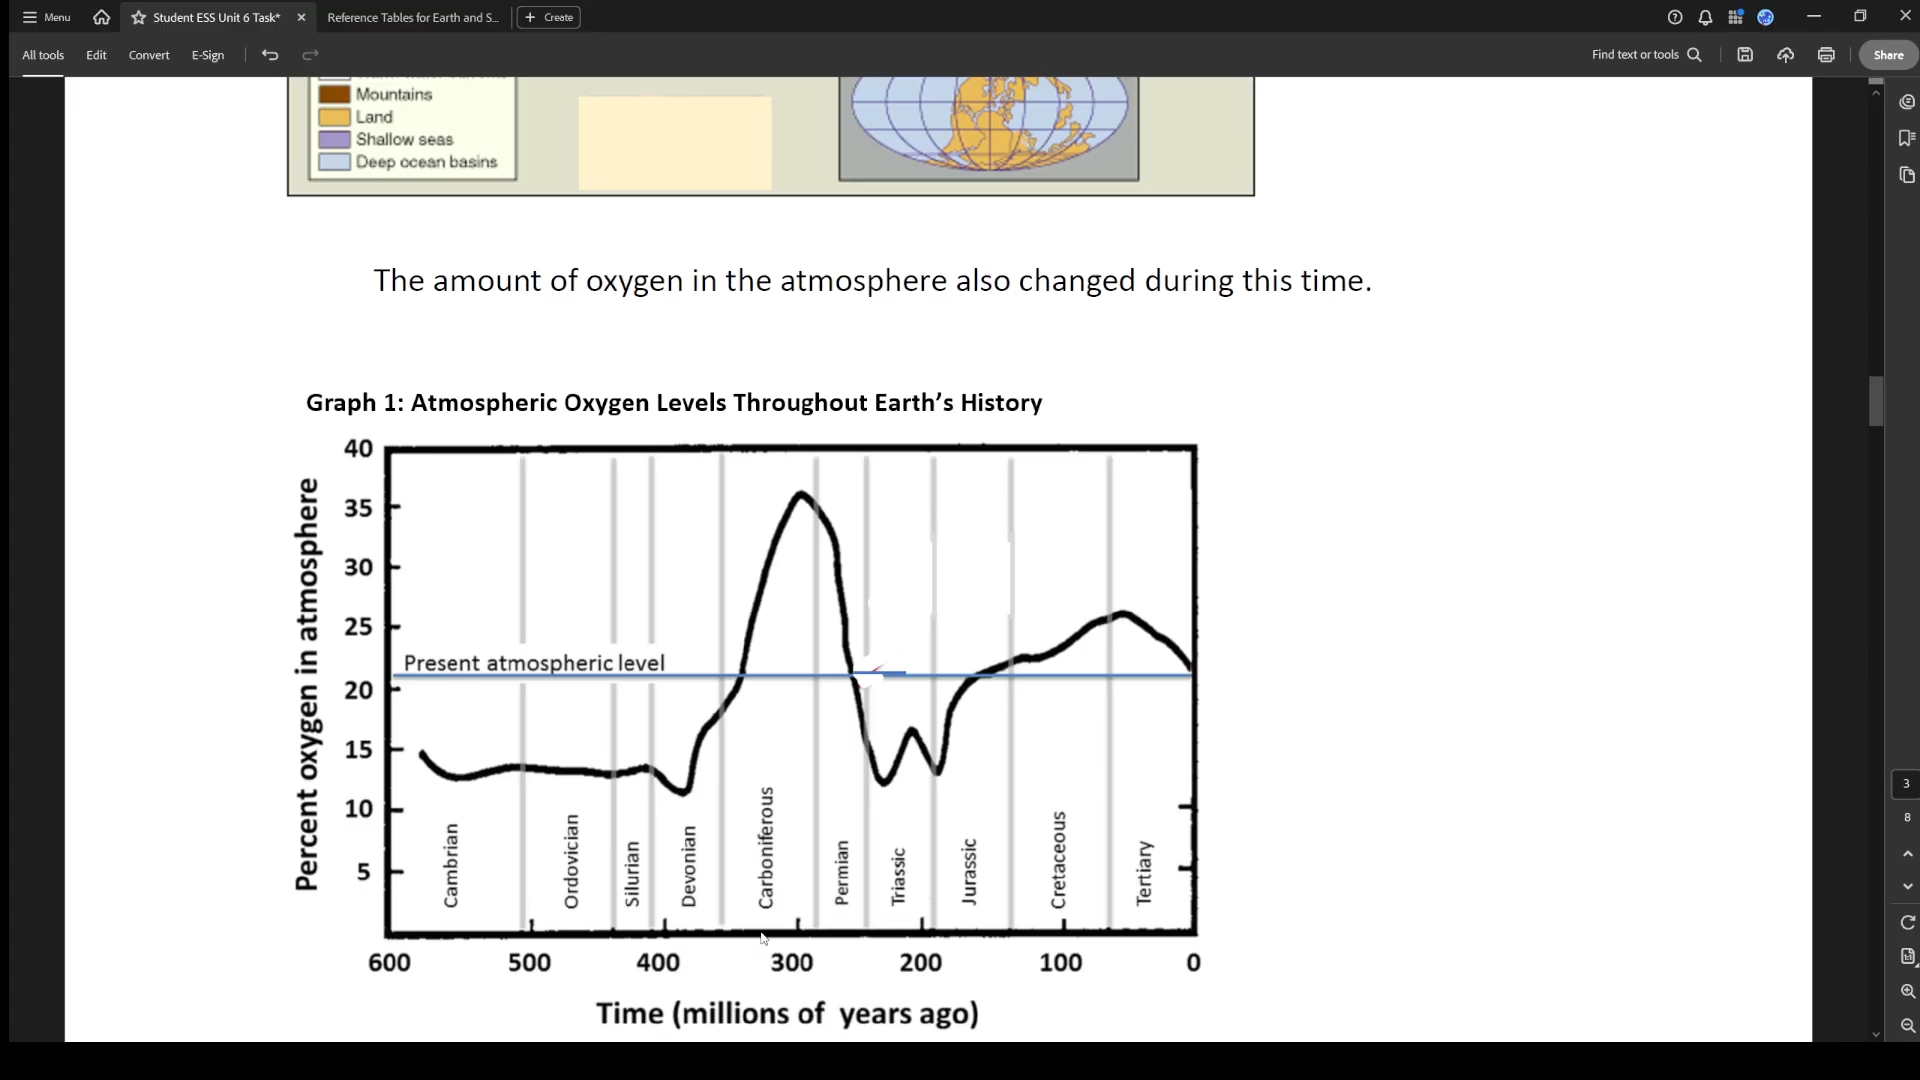 Menu
Student ESS Unit 6 Task*
Reference Tables for Earth and S...
Create
All tools
Edit
Convert
E-Sign
Find text or tools
Share
Mountains
Land
Shallow seas
Deep ocean basins
The amount of oxygen in the atmosphere also changed during this time.
Graph 1: Atmospheric Oxygen Levels Throughout Earth's History
Percent oxygen in atmosphere
40
35
30
25
20
15
10
5
Present atmospheric level
Cambrian
Ordovician
Silurian
Devonian
Carboniferous
Permian
Triassic
Jurassic
Cretaceous
Tertiary
600
500
400
300
200
100
0
Time (millions of years ago)
3
8